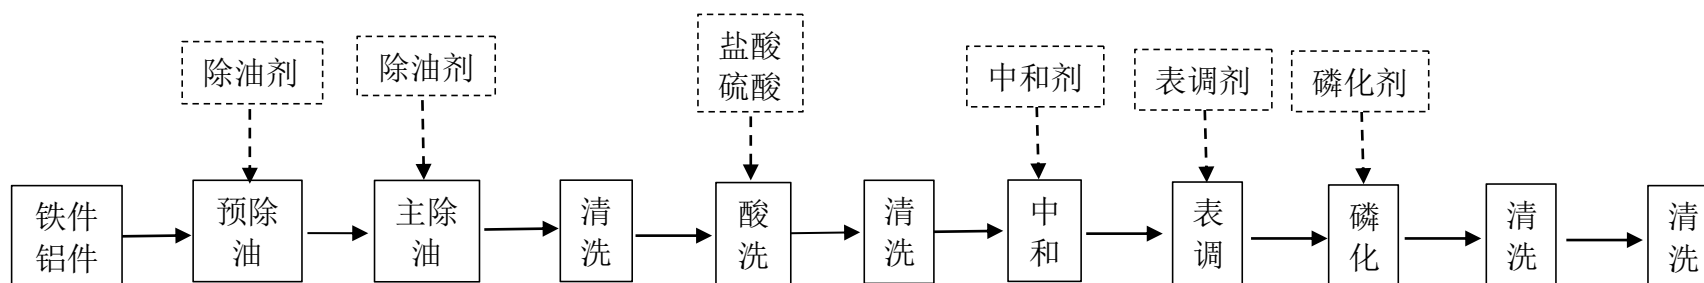 除油剂
除油剂
盐酸
硫酸
中和剂
表调剂
磷化剂
铁件
铝件
预除
油
主除
油
清
洗
酸
洗
清
洗
中
和
表
调
磷
化
清
洗
清
洗